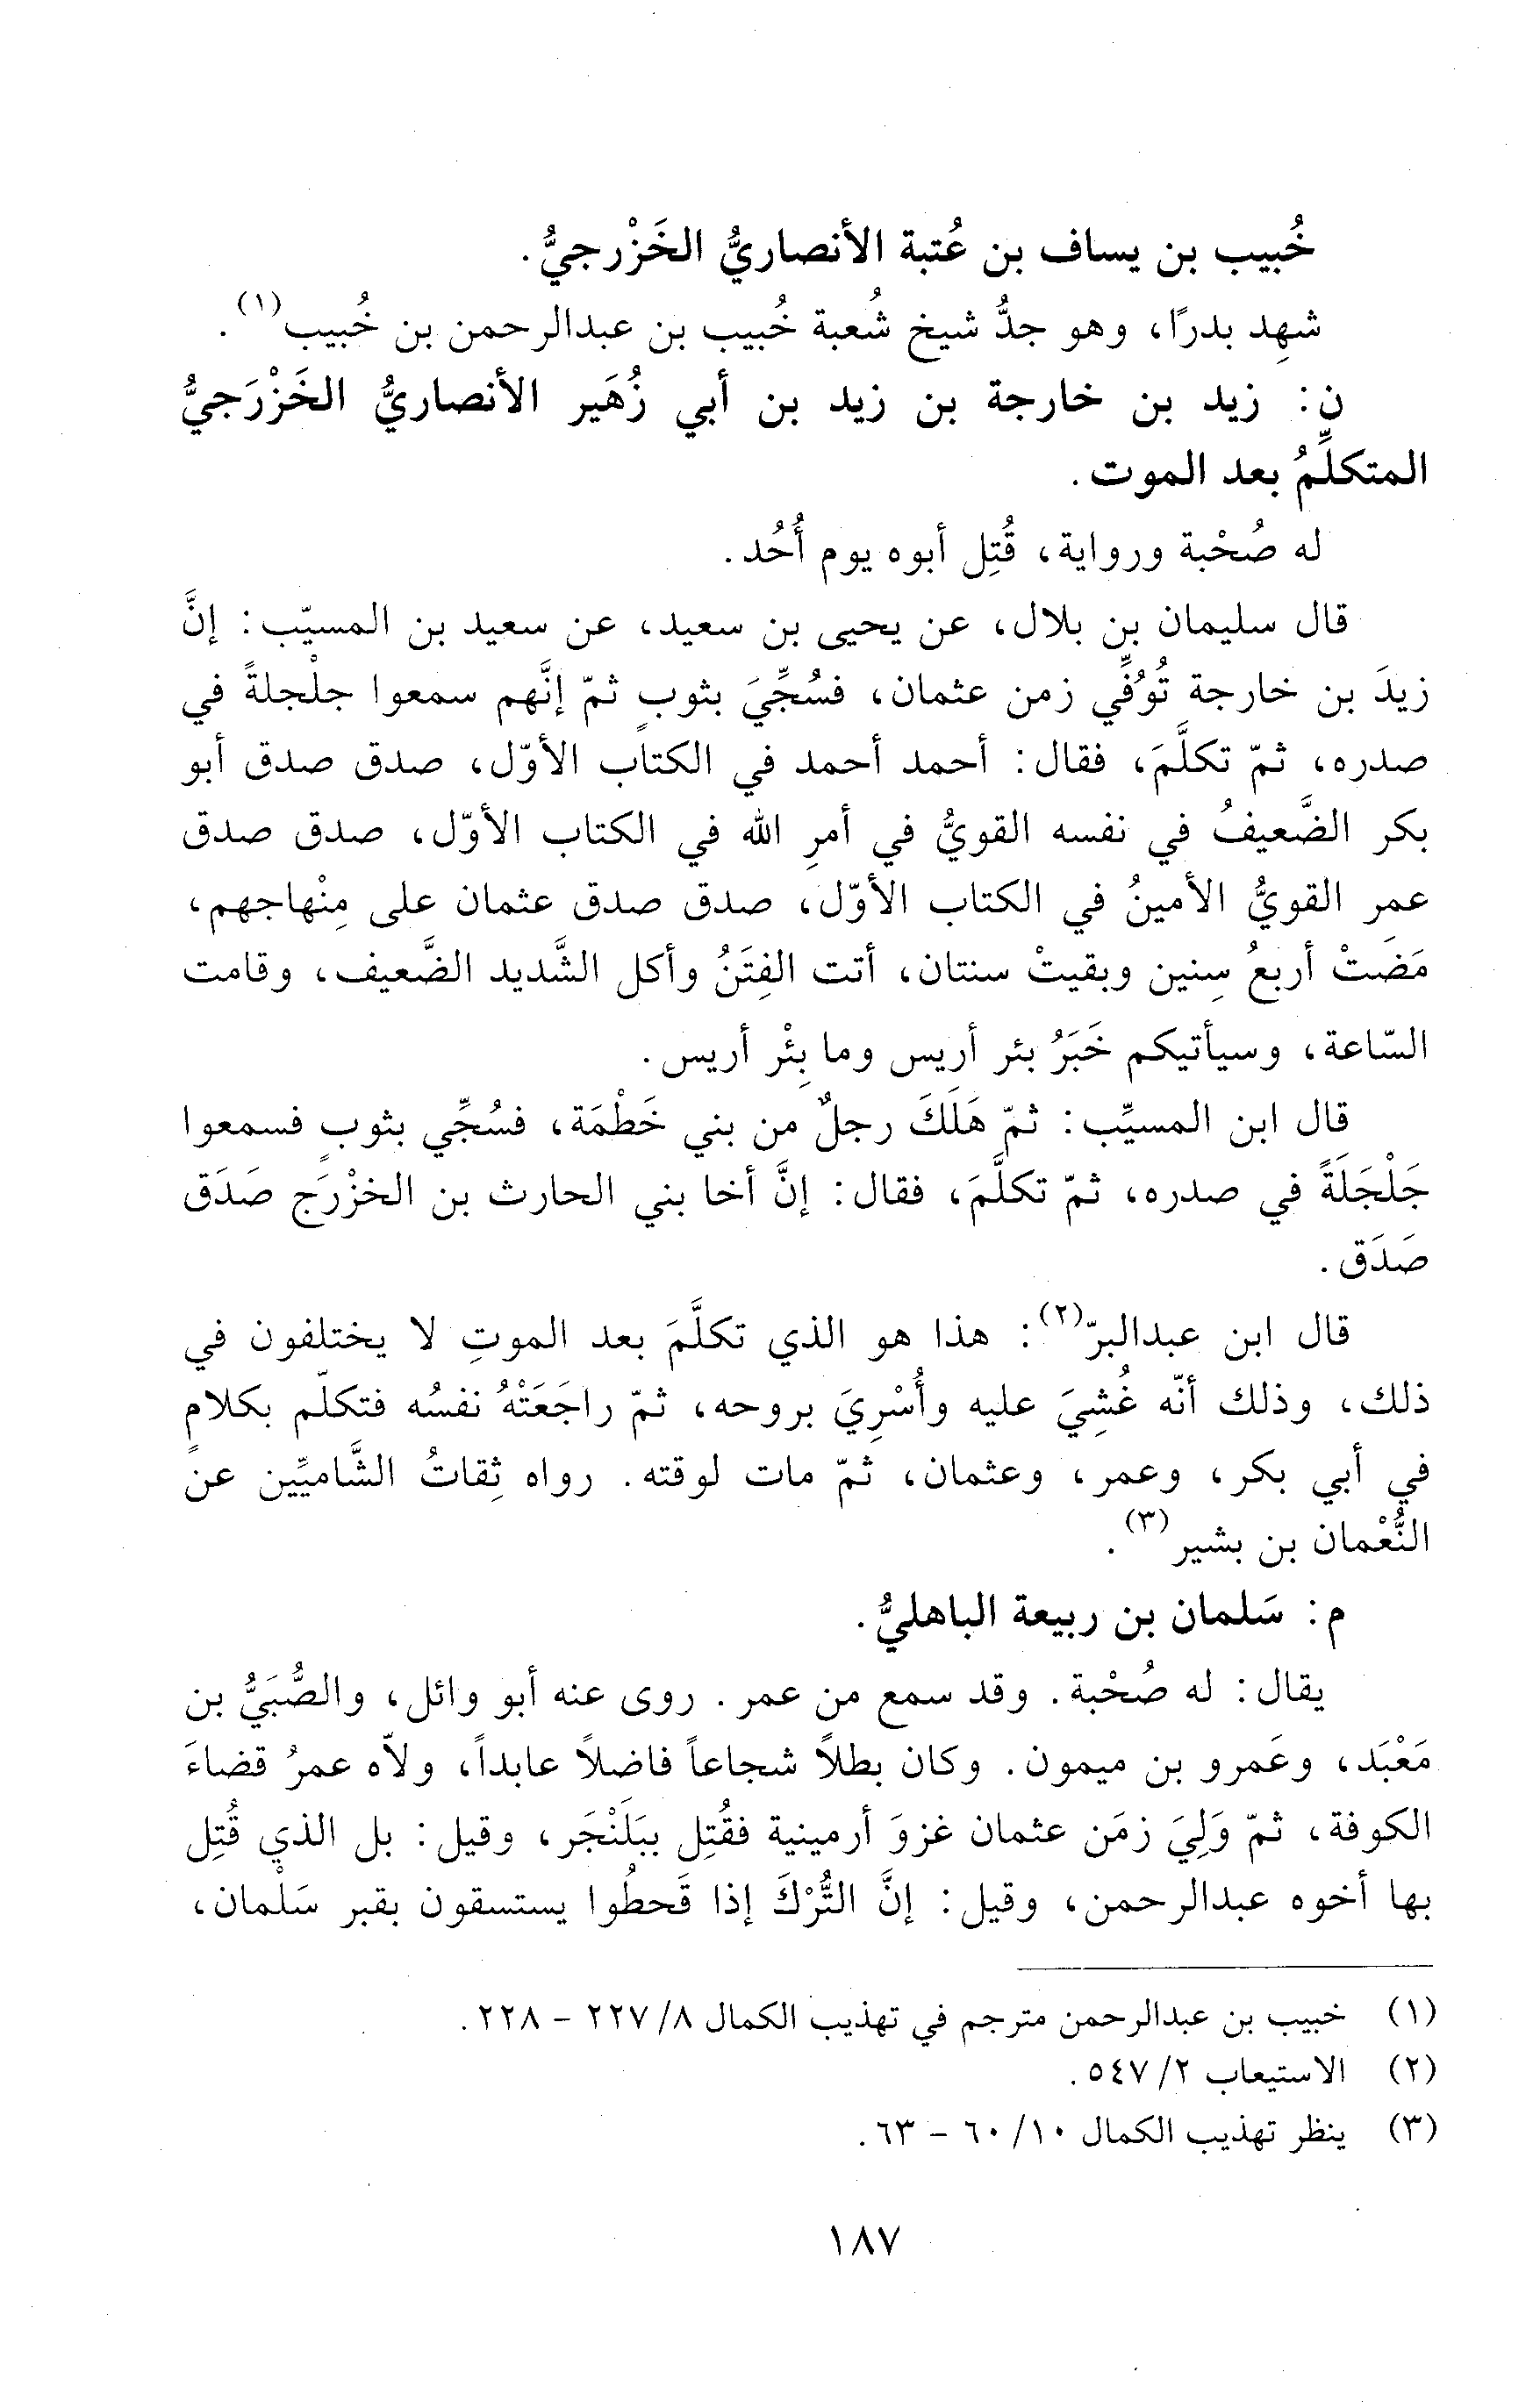 خُبيب بن يساف بن عُتبة الأنصاريُّ الخَزْرجيُّ.
شهِد بدرًا، وهو جدُّ شيخ شُعبة خُبيب بن عبدالرحمن بن خُبيب(١).
ن: زيد بن خارجة بن زيد بن أبي زُهَير الأنصاريُّ الخَزْرَجيُّ
المتكلِّمُ بعد الموت.
له صُحْبة ورواية، قُتِل أبوه يوم أُحُد.
قال سليمان بن بلال، عن يحيى بن سعيد، عن سعيد بن المسيّب: إنَّ
زيدَ بن خارجة تُوُفِّي زمن عثمان، فسُجِّيَ بثوبٍ ثمّ إنَّهم سمعوا جلْجلةً في
صدره، ثمّ تكلَّمَ، فقال: أحمد أحمد في الكتاب الأوّل، صدق صدق أبو
بكر الضَّعيفُ في نفسه القويُّ في أمرِ الله في الكتاب الأوّل، صدق صدق
عمر القويُّ الأمينُ في الكتاب الأوّل، صدق صدق عثمان على مِنْهاجهم،
مَضَتْ أربعُ سِنين وبقيتْ سنتان، أتت الفِتَنُ وأكل الشَّديد الضَّعيف، وقامت
السّاعة، وسيأتيكم خَبَرُ بئر أريس وما بِئْر أريس.
قال ابن المسيِّب: ثمّ هَلَكَ رجلٌ من بني خَطْمَة، فسُجِّي بثوبٍ فسمعوا
جَلْجَلَةً في صدره، ثمّ تكلَّمَ، فقال: إنَّ أخا بني الحارث بن الخزْرَج صَدَق
صَدَق.
قال ابن عبدالبرّ(٢): هذا هو الذي تكلَّمَ بعد الموتِ لا يختلفون في
ذلك، وذلك أنّه غُشِيَ عليه وأُسْرِيَ بروحه، ثمّ راجَعَتْهُ نفسُه فتكلّم بكلامٍ
في أبي بكر، وعمر، وعثمان، ثمّ مات لوقته. رواه ثِقاتُ الشَّاميِّين عن
النُّعْمان بن بشير(٣).
م: سَلمان بن ربيعة الباهليُّ.
يقال: له صُحْبة. وقد سمع من عمر. روى عنه أبو وائل، والصُّبَيُّ بن
مَعْبَد، وعَمرو بن ميمون. وكان بطلاً شجاعاً فاضلاً عابداً، ولاّه عمرُ قضاءَ
الكوفة، ثمّ وَلِيَ زمَن عثمان غزوَ أرمينية فقُتِل ببَلَنْجَر، وقيل: بل الذي قُتِل
بها أخوه عبدالرحمن، وقيل: إنَّ التُّرْكَ إذا قَحطُوا يستسقون بقبر سَلْمان،
(١) خبيب بن عبدالرحمن مترجم في تهذيب الكمال ٨/ ٢٢٧ - ٢٢٨.
(٢) الاستيعاب ٢/ ٥٤٧.
(٣) ينظر تهذيب الكمال ١٠/ ٦٠ - ٦٣.
١٨٧